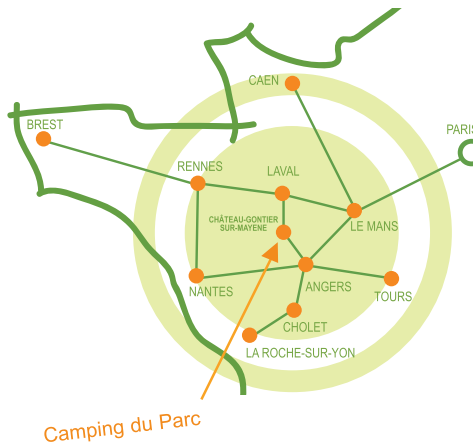 CAEN
BREST
PARIS
RENNES
LAVAL
CHÂTEAU-GONTIER
SUR-MAYENE
LE MANS
NANTES
ANGERS
TOURS
CHOLET
LA ROCHE-SUR-YON
Camping du Parc